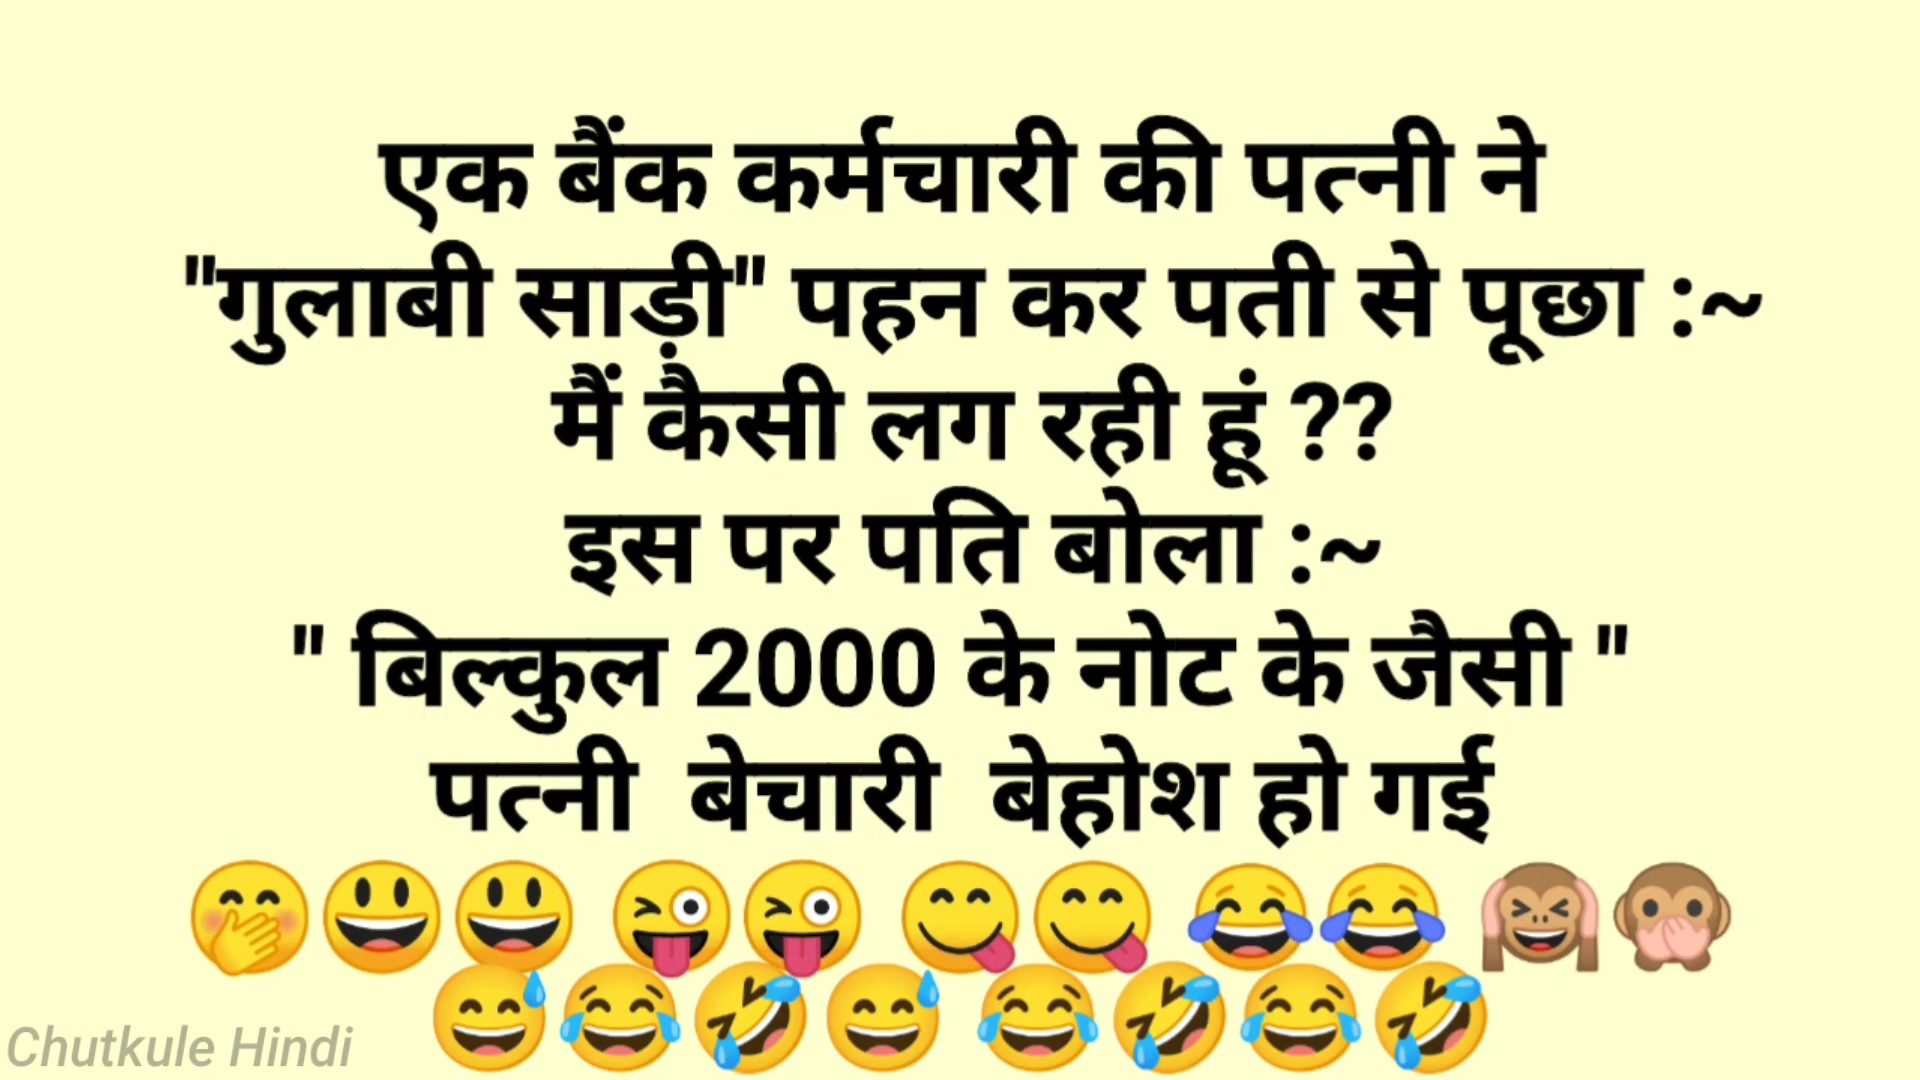 एक बैंक कर्मचारी की पत्नी ने
"गुलाबी साड़ी" पहन कर पती से पूछा :~
मैं कैसी लग रही हूं ??
इस पर पति बोला :~
" बिल्कुल 2000 के नोट के जैसी "
पत्नी बेचारी बेहोश हो गई
🤭😃😃 😜😜 😋😋 😂😂 🙉🙊
😅😂🤣😅 😂🤣😂🤣
Chutkule Hindi